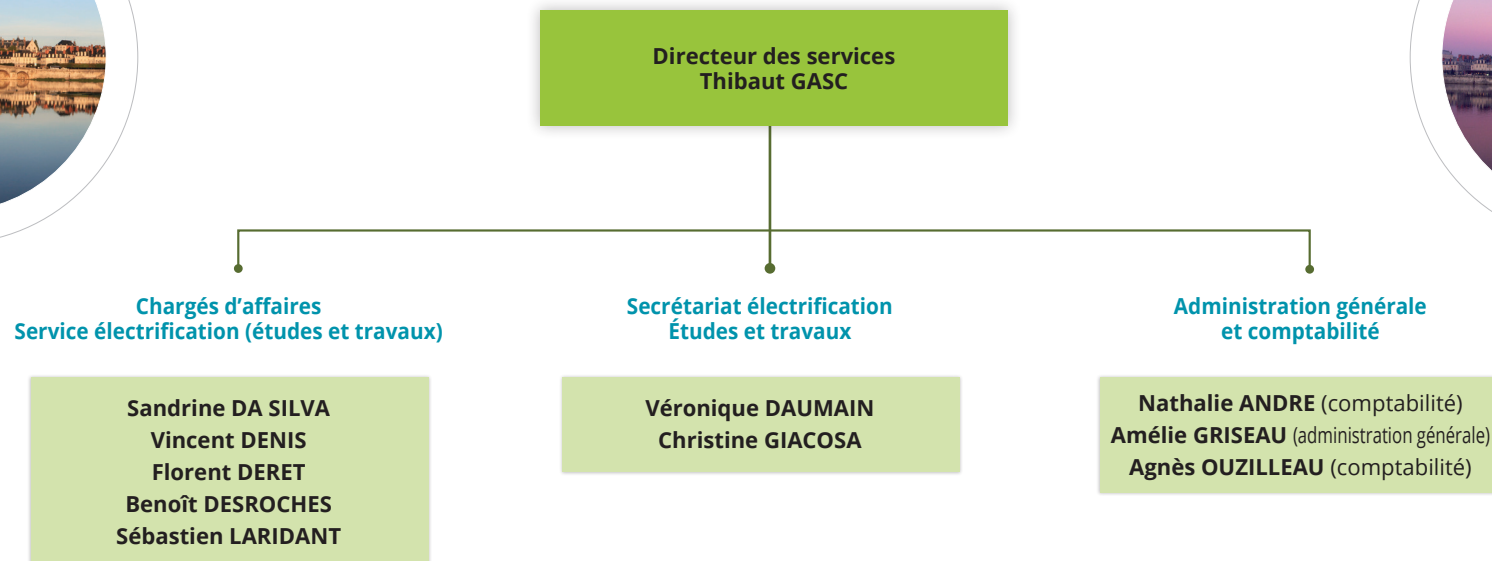 Directeur des services
Thibaut GASC
Chargés d’affaires
Service électrification (études et travaux)
Sandrine DA SILVA
Vincent DENIS
Florent DERET
Benoît DESROCHES
Sébastien LARIDANT
Secrétariat électrification
Études et travaux
Véronique DAUMAIN
Christine GIACOSA
Administration générale
et comptabilité
Nathalie ANDRE (comptabilité)
Amélie GRISEAU (administration générale)
Agnès OUZILLEAU (comptabilité)